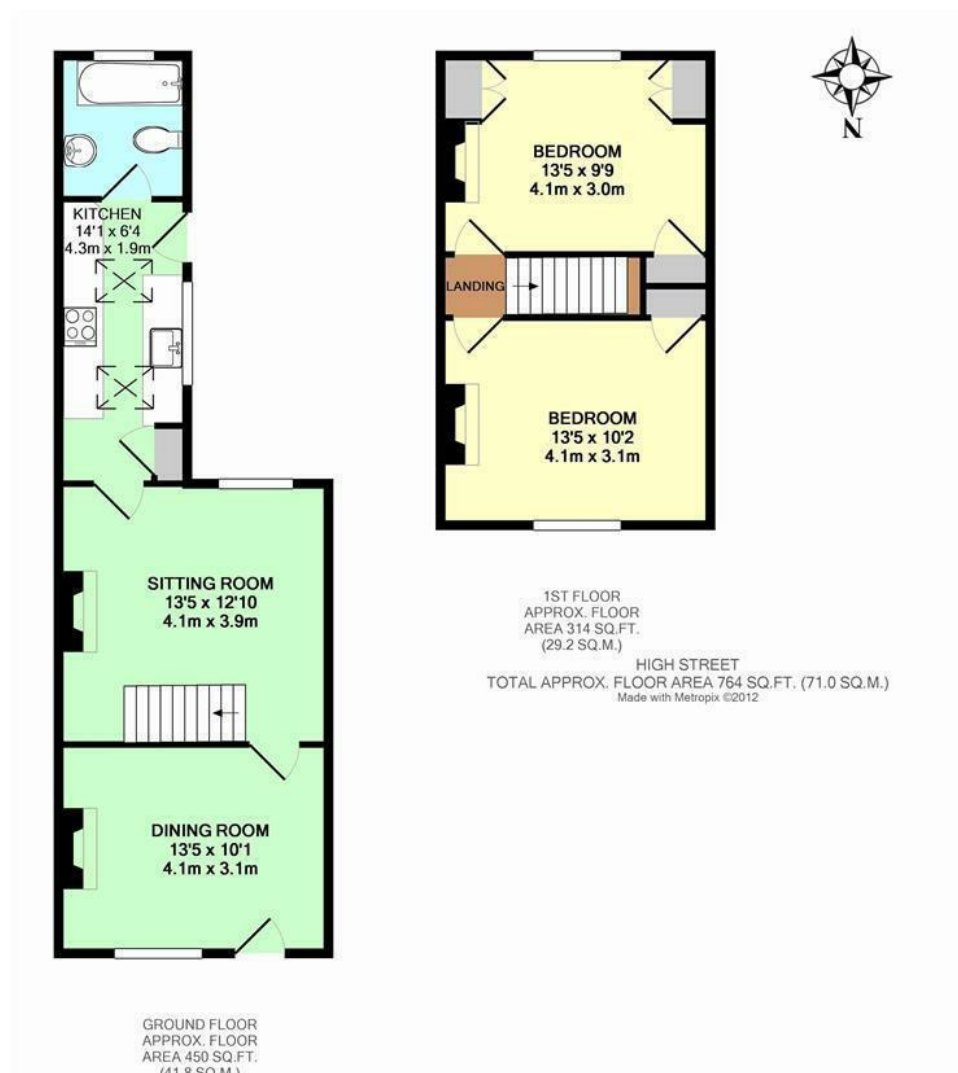 KITCHEN
14'1 x 6'4
4.3m x 1.9m
SITTING ROOM
13'5 x 12'10
4.1m x 3.9m
DINING ROOM
13'5 x 10'1
4.1m x 3.1m
GROUND FLOOR
APPROX. FLOOR
AREA 450 SQ.FT.
(41.8 SQ.M.)
BEDROOM
13'5 x 9'9
4.1m x 3.0m
LANDING
BEDROOM
13'5 x 10'2
4.1m x 3.1m
1ST FLOOR
APPROX. FLOOR
AREA 314 SQ.FT.
(29.2 SQ.M.)
HIGH STREET
TOTAL APPROX. FLOOR AREA 764 SQ.FT. (71.0 SQ.M.)
Made with Metropix ©2012
N